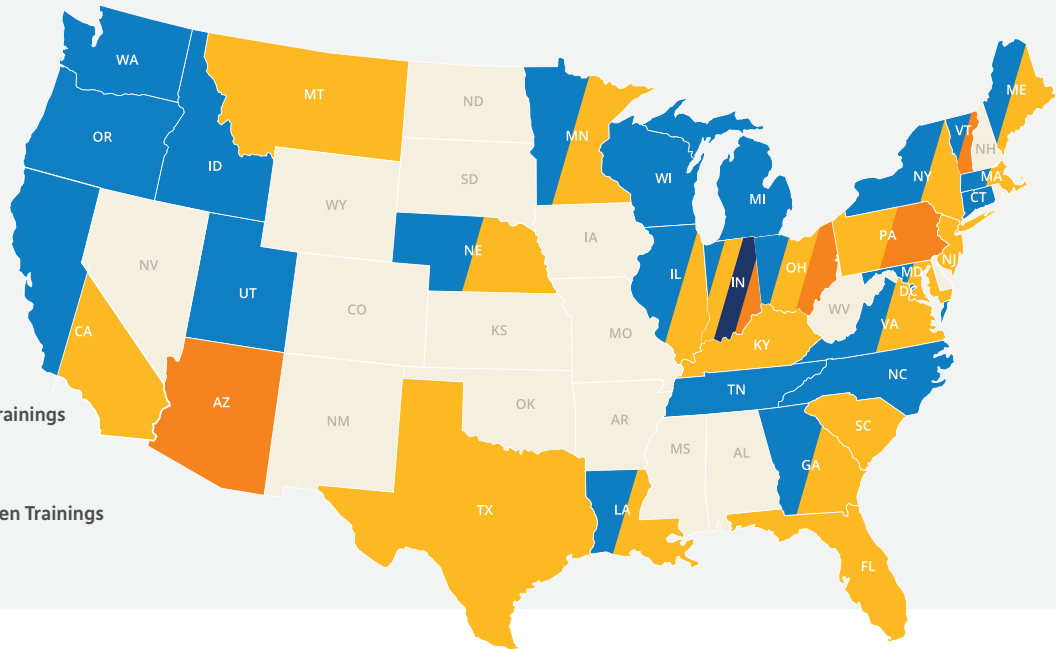 WA
MT
ND
ME
OR
MN
VT
NH
ID
SD
WI
NY
MA
WY
MI
CT
IA
NE
PA
NV
UT
IL
IN
OH
NJ
MD
DC
CO
KS
MO
WV
VA
CA
KY
AZ
NM
OK
AR
TN
NC
rainings
MS
AL
GA
SC
en Trainings
TX
LA
FL